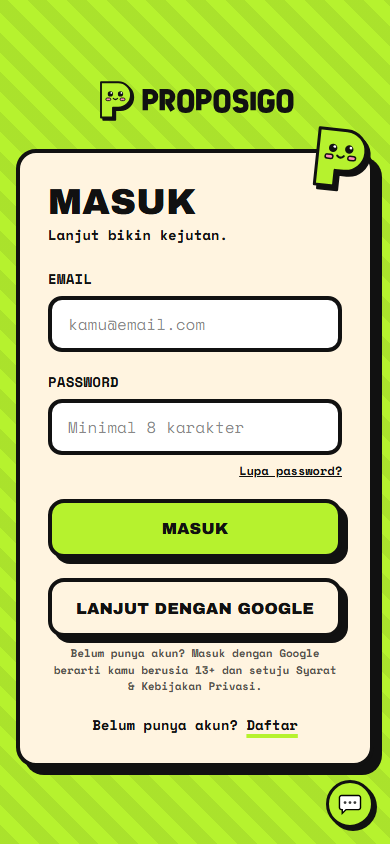 PROPOSIGO
MASUK
Lanjut bikin kejutan.
EMAIL
kamu@email.com
PASSWORD
Minimal 8 karakter
Lupa password?
MASUK
LANJUT DENGAN GOOGLE
Belum punya akun? Masuk dengan Google
berarti kamu berusia 13+ dan setuju Syarat
& Kebijakan Privasi.
Belum punya akun? Daftar